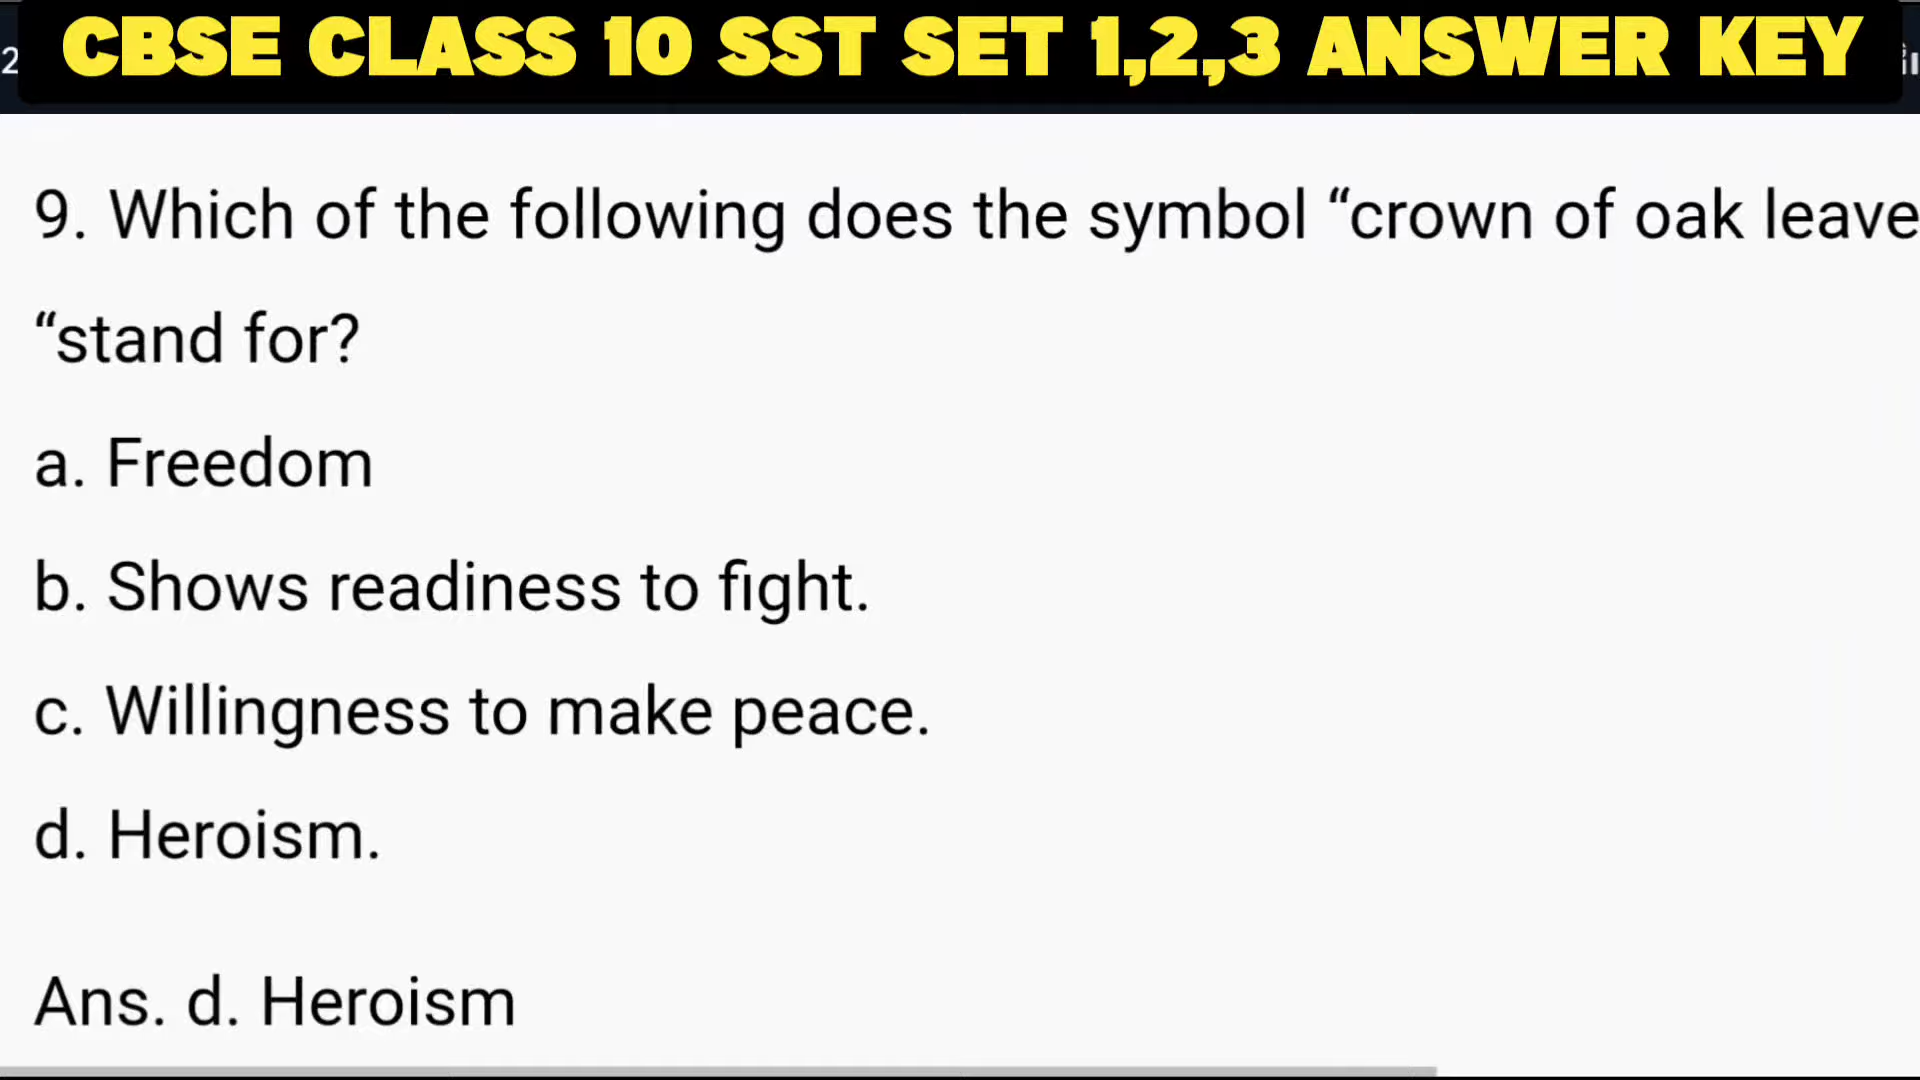 CBSE CLASS 10 SST SET 1,2,3 ANSWER KEY
9. Which of the following does the symbol “crown of oak leave
“stand for?
a. Freedom
b. Shows readiness to fight.
c. Willingness to make peace.
d. Heroism.
Ans. d. Heroism